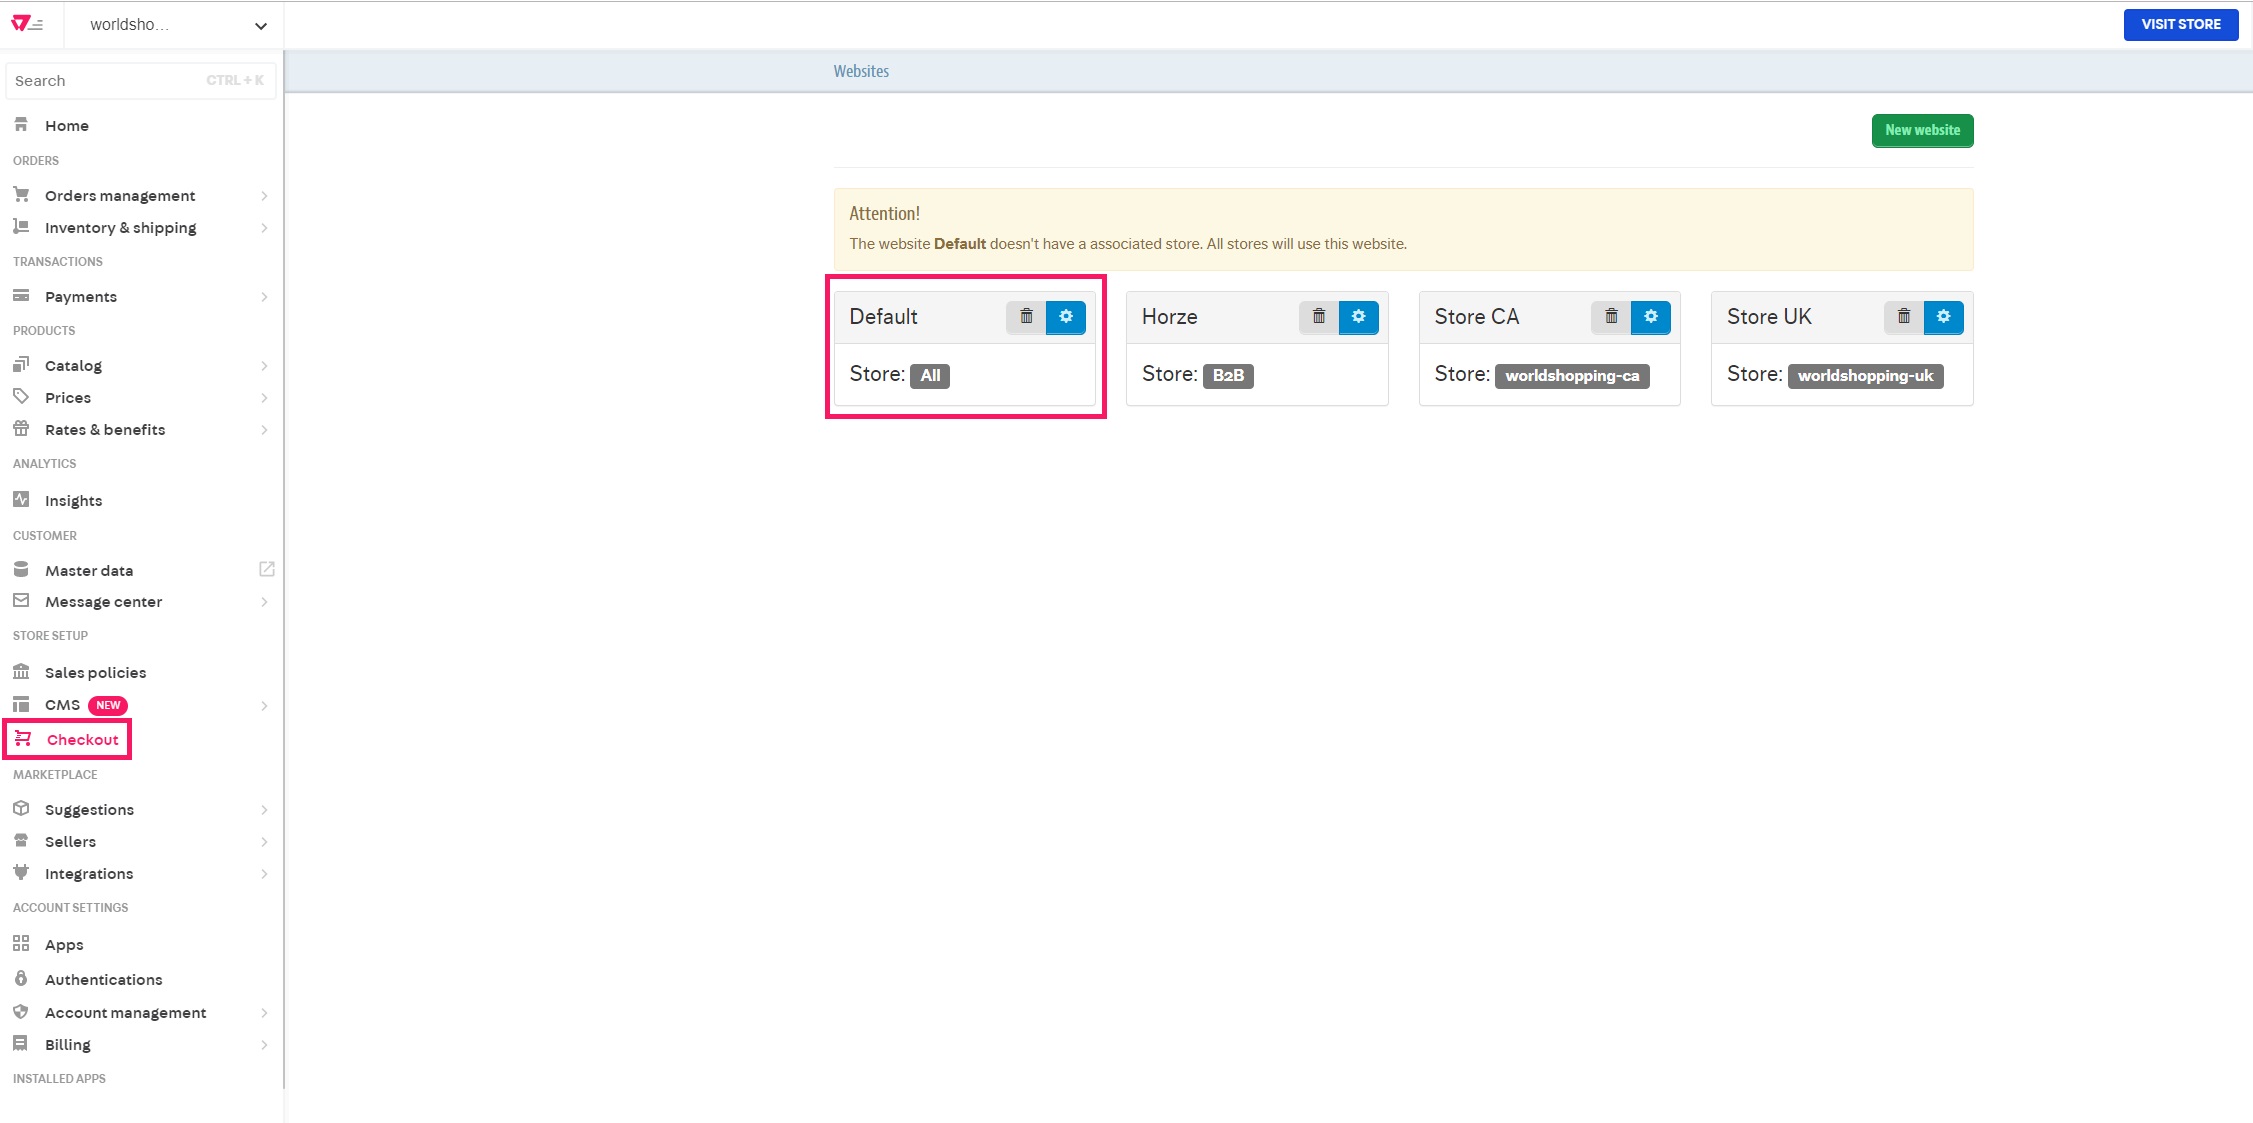 worldsho...
VISIT STORE
Search CTRL + K
Websites
Home
New website
ORDERS
Orders management
Inventory & shipping
TRANSACTIONS
Payments
PRODUCTS
Catalog
Prices
Rates & benefits
ANALYTICS
Insights
CUSTOMER
Master data
Message center
STORE SETUP
Sales policies
CMS NEW
Checkout
MARKETPLACE
Suggestions
Sellers
Integrations
ACCOUNT SETTINGS
Apps
Authentications
Account management
Billing
INSTALLED APPS
Attention!
The website Default doesn't have a associated store. All stores will use this website.
Default
Store: All
Horze
Store: B2B
Store CA
Store: worldshopping-ca
Store UK
Store: worldshopping-uk